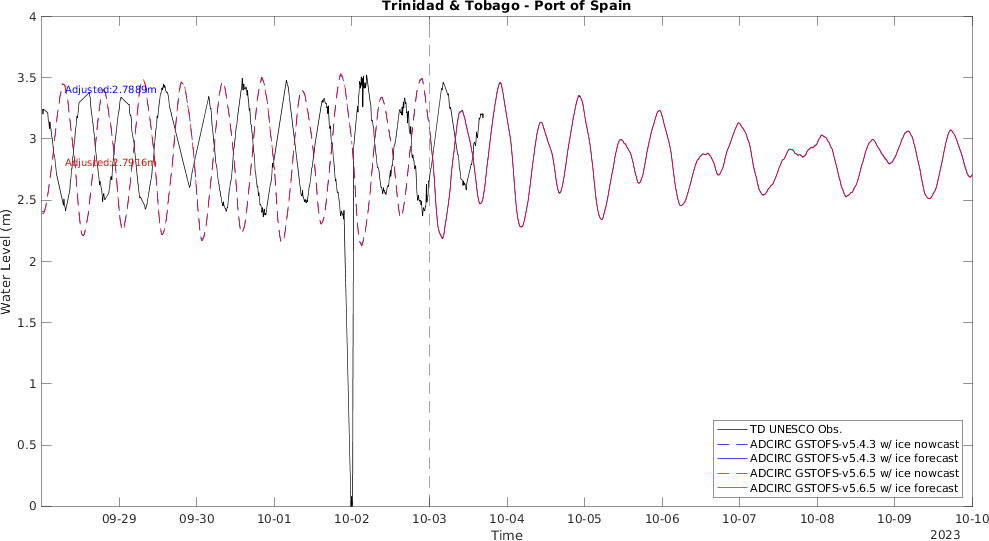 Trinidad & Tobago - Port of Spain
4
3.5
3
2.5
2
1.5
1
0.5
0
Water Level (m)
Adjusted:2.7889m
Adjusted:2.7916m
TD UNESCO Obs.
ADCIRC GSTOFS-v5.4.3 w/ ice nowcast
ADCIRC GSTOFS-v5.4.3 w/ ice forecast
ADCIRC GSTOFS-v5.6.5 w/ ice nowcast
ADCIRC GSTOFS-v5.6.5 w/ ice forecast
09-29 09-30 10-01 10-02 10-03 10-04 10-05 10-06 10-07 10-08 10-09 10-10
Time
2023